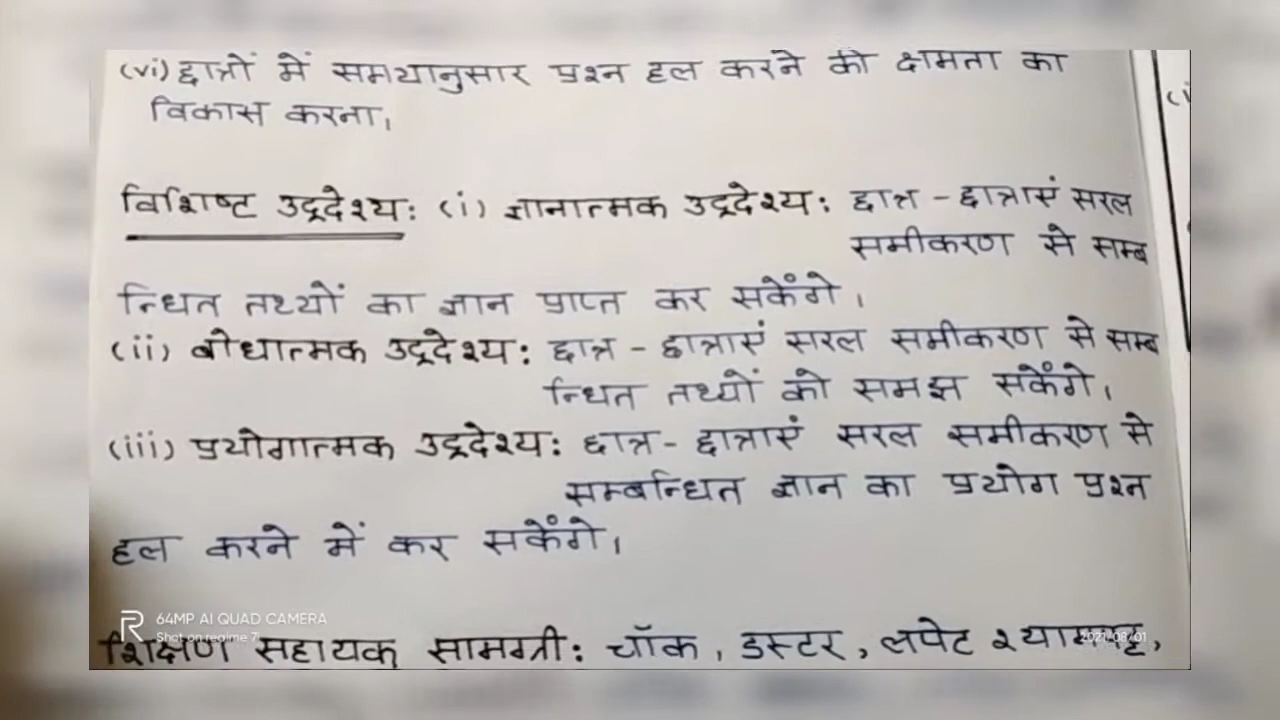 (vi) छात्रों में समयानुसार प्रश्न हल करने की क्षमता का
विकास करना।
विशिष्ट उद्देश्य: (i) ज्ञानात्मक उद्देश्य: छात्र - छात्राएं सरल
समीकरण से सम्ब
न्धित तथ्यों का ज्ञान प्राप्त कर सकेंगे।
(ii) बोधात्मक उद्देश्य: छात्र - छात्राएं सरल समीकरण से सम्ब
न्धित तथ्यों को समझ सकेंगे।
(iii) प्रयोगात्मक उद्देश्य: छात्र - छात्राएं सरल समीकरण से
सम्बन्धित ज्ञान का प्रयोग प्रश्न
हल करने में कर सकेंगे।
64MP AI QUAD CAMERA
Shot on realme 7i
2021/08/01
शिक्षण सहायक सामग्री: चॉक, डस्टर, लपेट श्यामपट्ट,